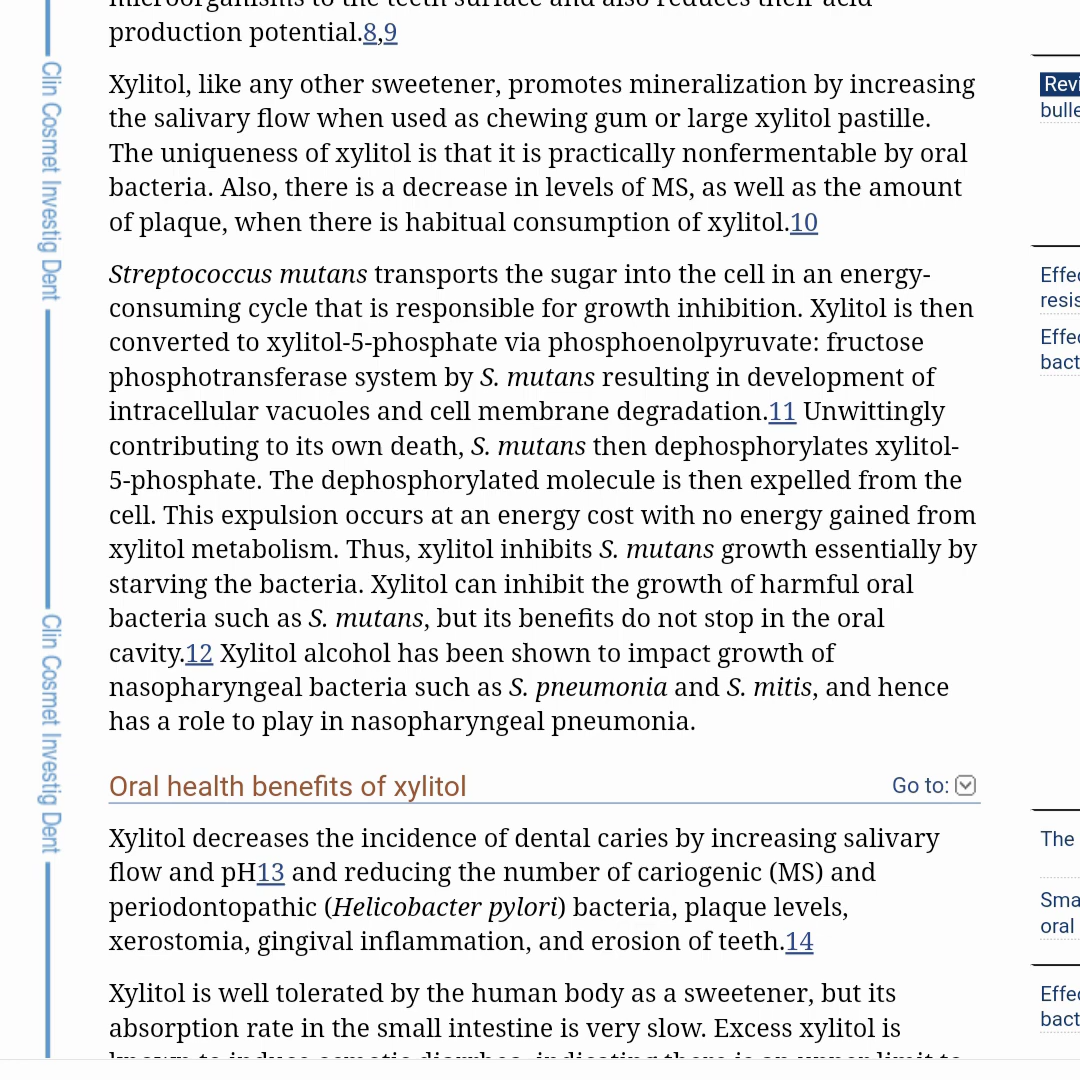 production potential.8,9
Xylitol, like any other sweetener, promotes mineralization by increasing
the salivary flow when used as chewing gum or large xylitol pastille.
The uniqueness of xylitol is that it is practically nonfermentable by oral
bacteria. Also, there is a decrease in levels of MS, as well as the amount
of plaque, when there is habitual consumption of xylitol.10
Streptococcus mutans transports the sugar into the cell in an energy-
consuming cycle that is responsible for growth inhibition. Xylitol is then
converted to xylitol-5-phosphate via phosphoenolpyruvate: fructose
phosphotransferase system by S. mutans resulting in development of
intracellular vacuoles and cell membrane degradation.11 Unwittingly
contributing to its own death, S. mutans then dephosphorylates xylitol-
5-phosphate. The dephosphorylated molecule is then expelled from the
cell. This expulsion occurs at an energy cost with no energy gained from
xylitol metabolism. Thus, xylitol inhibits S. mutans growth essentially by
starving the bacteria. Xylitol can inhibit the growth of harmful oral
bacteria such as S. mutans, but its benefits do not stop in the oral
cavity.12 Xylitol alcohol has been shown to impact growth of
nasopharyngeal bacteria such as S. pneumonia and S. mitis, and hence
has a role to play in nasopharyngeal pneumonia.
Oral health benefits of xylitol
Go to:
Xylitol decreases the incidence of dental caries by increasing salivary
flow and pH13 and reducing the number of cariogenic (MS) and
periodontopathic (Helicobacter pylori) bacteria, plaque levels,
xerostomia, gingival inflammation, and erosion of teeth.14
Xylitol is well tolerated by the human body as a sweetener, but its
absorption rate in the small intestine is very slow. Excess xylitol is
Clin Cosmet Investig Dent
Clin Cosmet Investig Dent
The
oral